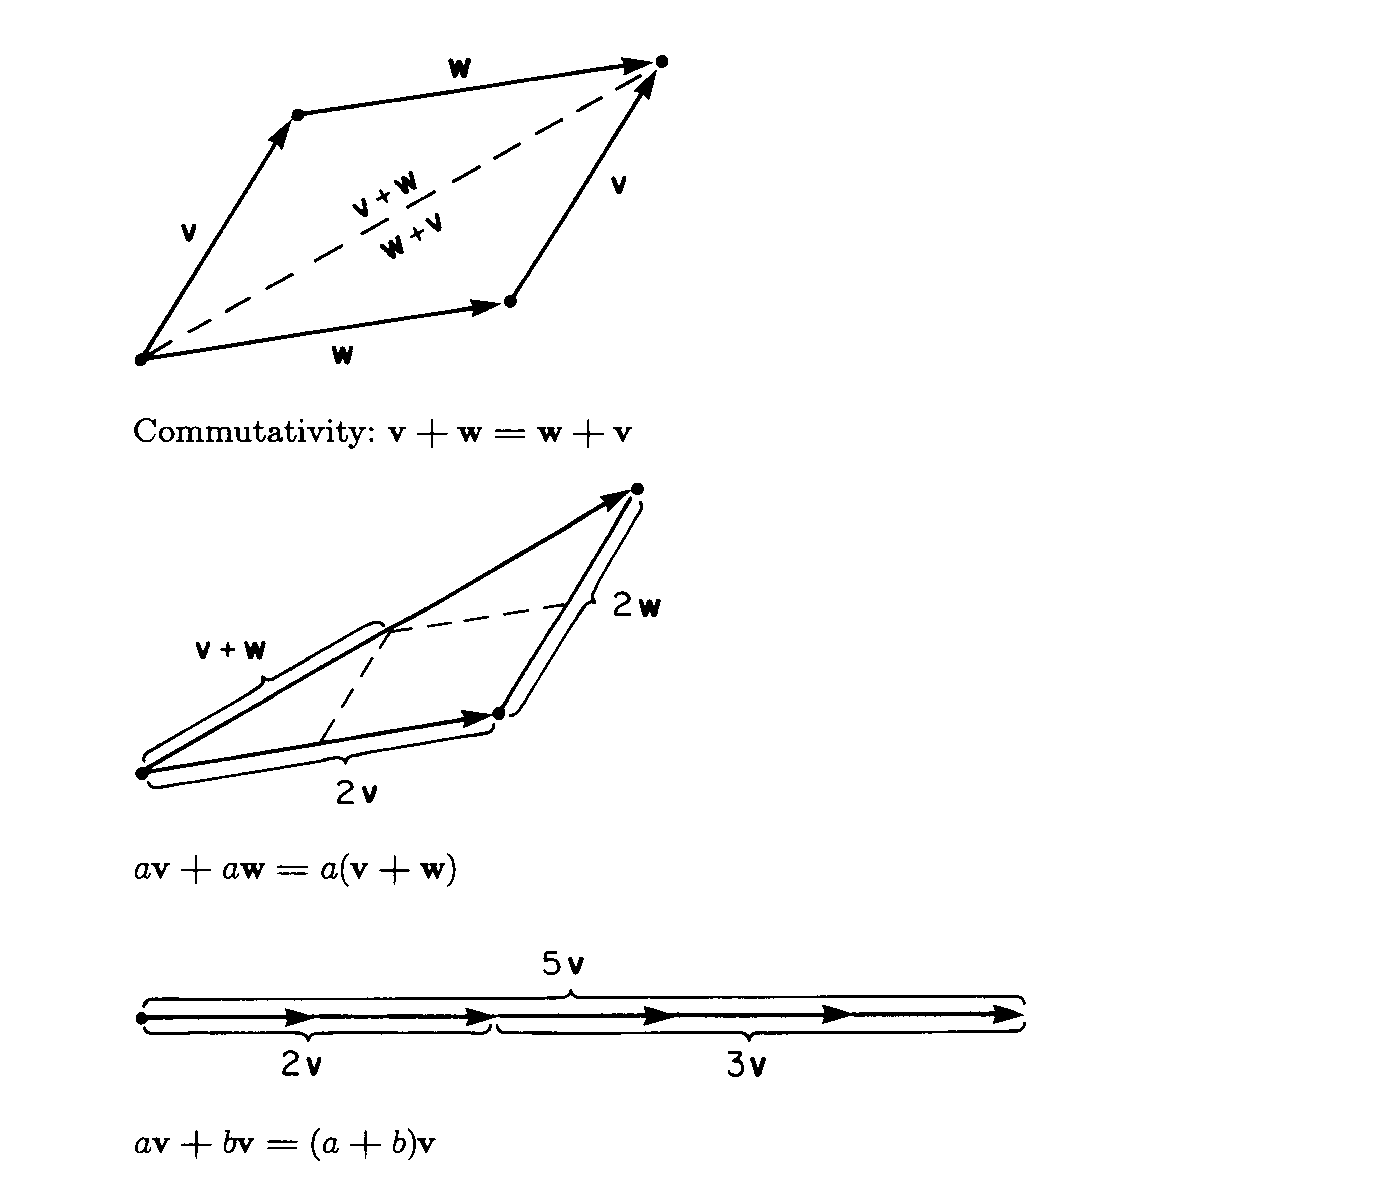 w
v + w
v
v
w + v
w
Commutativity: v + w = w + v
2w
v + w
2v
av + aw = a(v + w)
5v
2v 3v
av + bv = (a + b)v